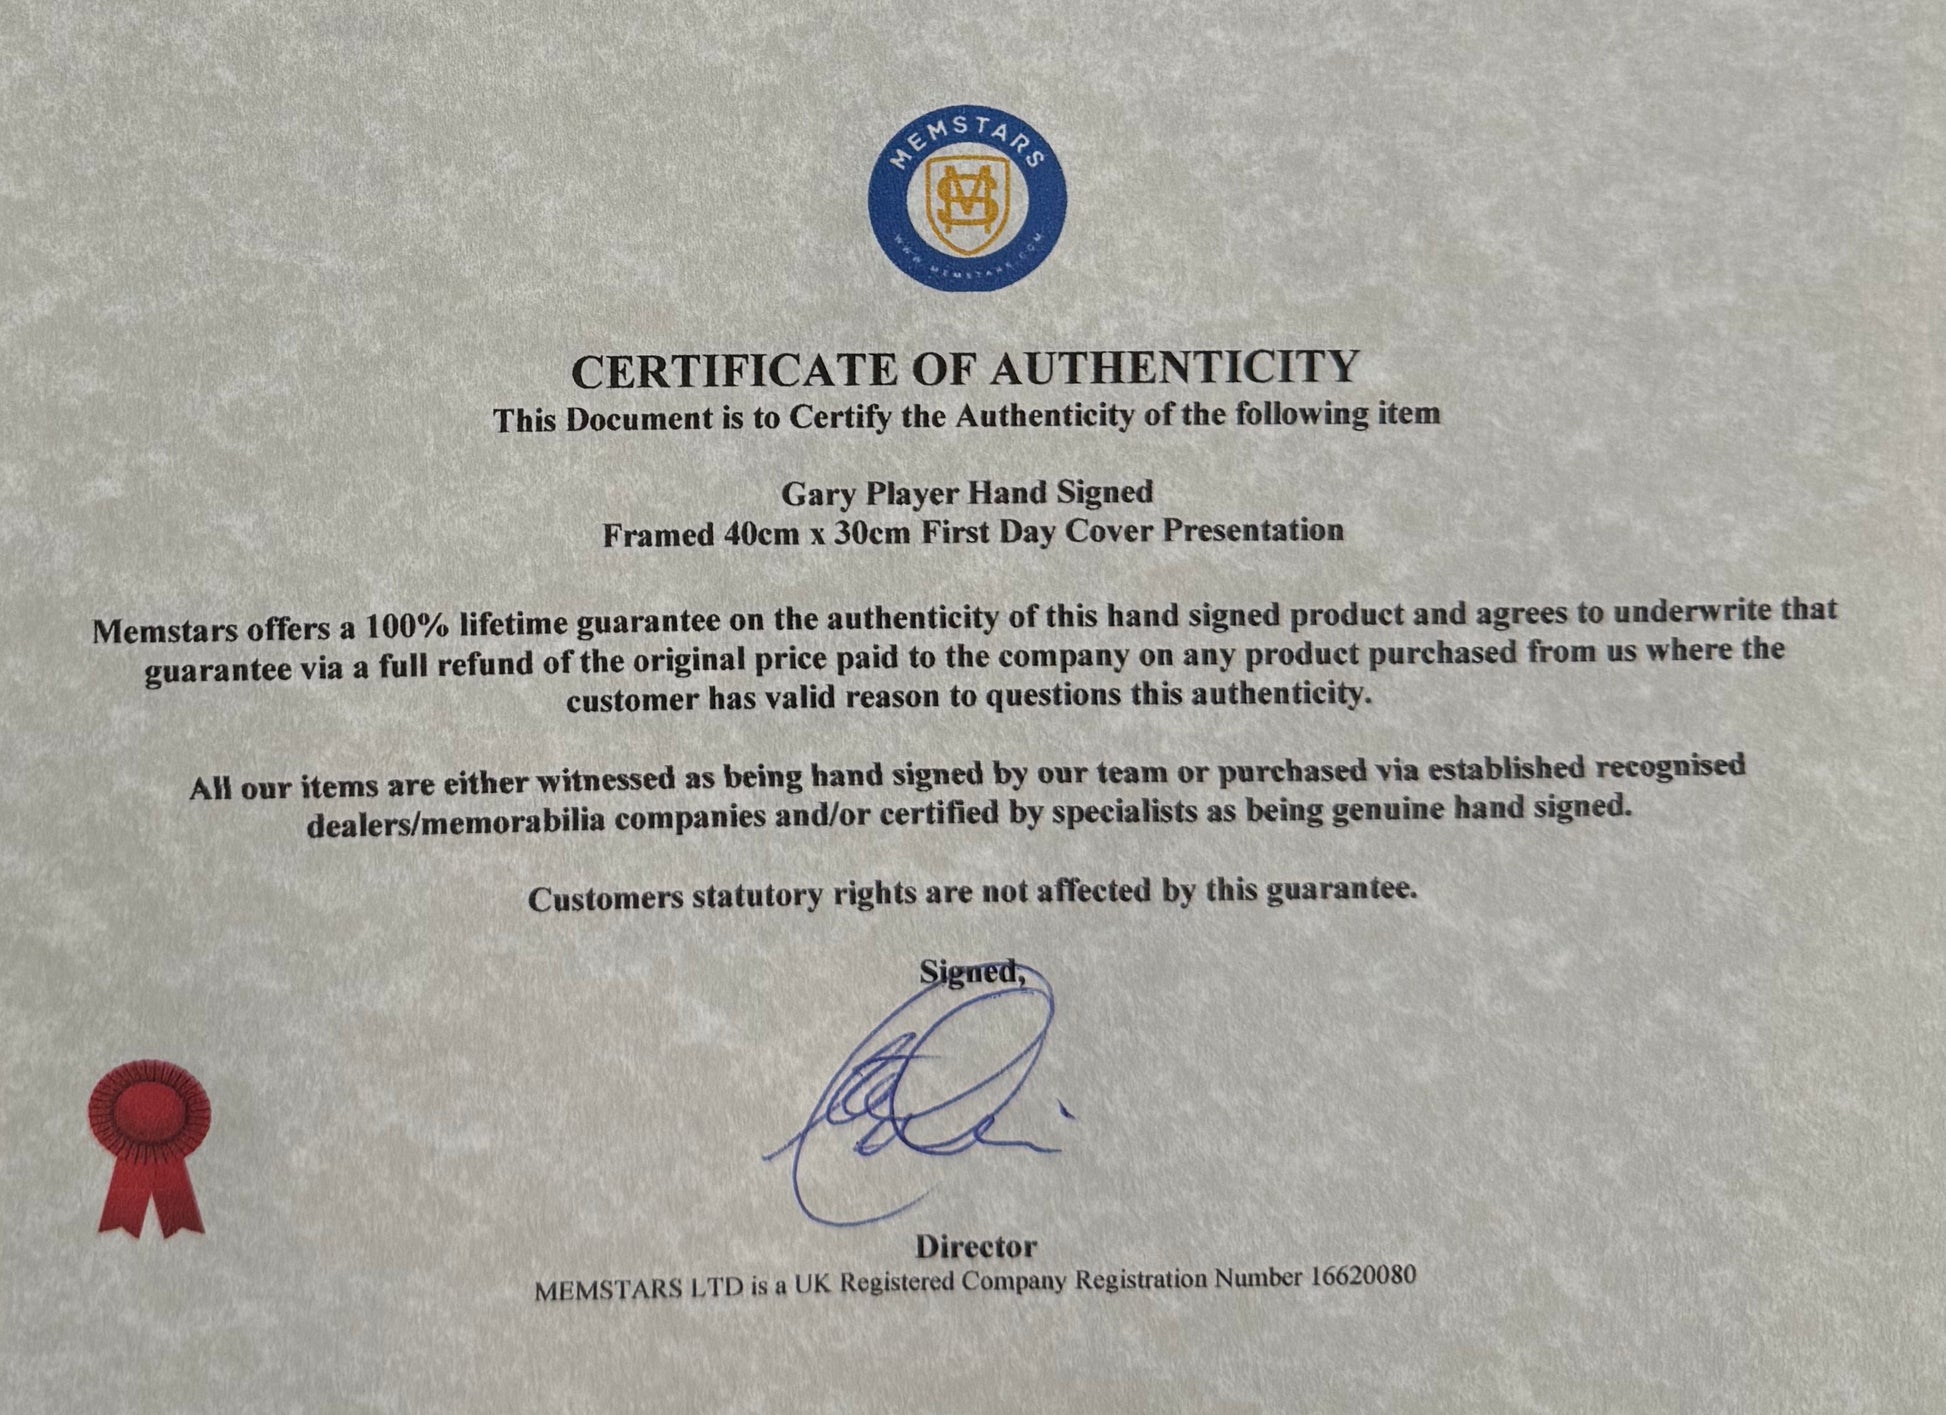 MEMSTARS
WWW.MEMSTARS.COM
CERTIFICATE OF AUTHENTICITY
This Document is to Certify the Authenticity of the following item
Gary Player Hand Signed
Framed 40cm x 30cm First Day Cover Presentation
Memstars offers a 100% lifetime guarantee on the authenticity of this hand signed product and agrees to underwrite that
guarantee via a full refund of the original price paid to the company on any product purchased from us where the
customer has valid reason to questions this authenticity.
All our items are either witnessed as being hand signed by our team or purchased via established recognised
dealers/memorabilia companies and/or certified by specialists as being genuine hand signed.
Customers statutory rights are not affected by this guarantee.
Signed,
Director
MEMSTARS LTD is a UK Registered Company Registration Number 16620080